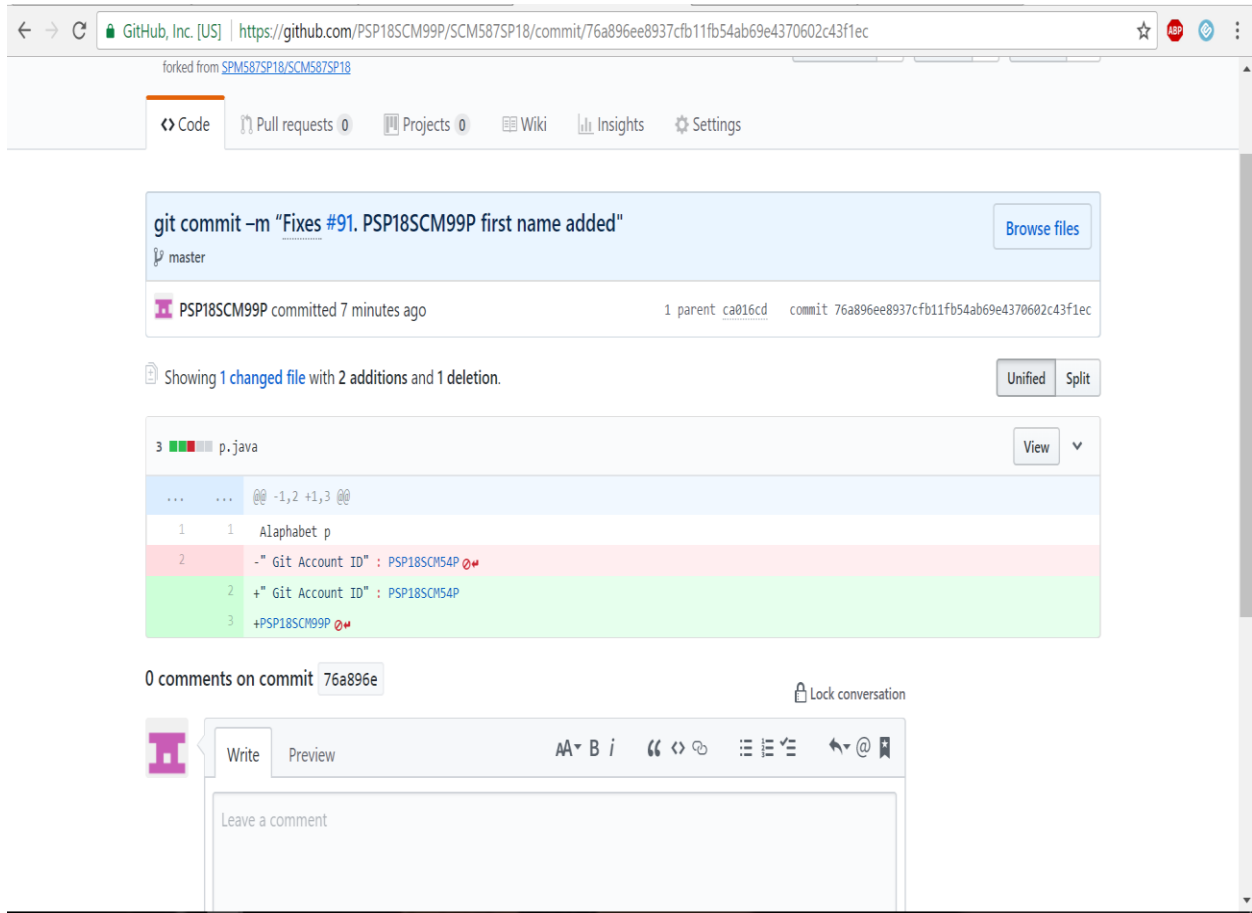 GitHub, Inc. [US] https://github.com/PSP18SCM99P/SCM587SP18/commit/76a896ee8937cfb11fb54ab69e4370602c43f1ec
ABP
forked from SPM587SP18/SCM587SP18
Code Pull requests 0 Projects 0 Wiki Insights Settings
git commit –m “Fixes #91. PSP18SCM99P first name added"
Browse files
master
PSP18SCM99P committed 7 minutes ago 1 parent ca016cd commit 76a896ee8937cfb11fb54ab69e4370602c43f1ec
Showing 1 changed file with 2 additions and 1 deletion. Unified Split
3 p.java View
... ... @@ -1,2 +1,3 @@
1 1 Alaphabet p
2 -" Git Account ID" : PSP18SCM54P
2 +" Git Account ID" : PSP18SCM54P
3 +PSP18SCM99P
0 comments on commit 76a896e
Lock conversation
Write Preview AA B i “ <> @
Leave a comment